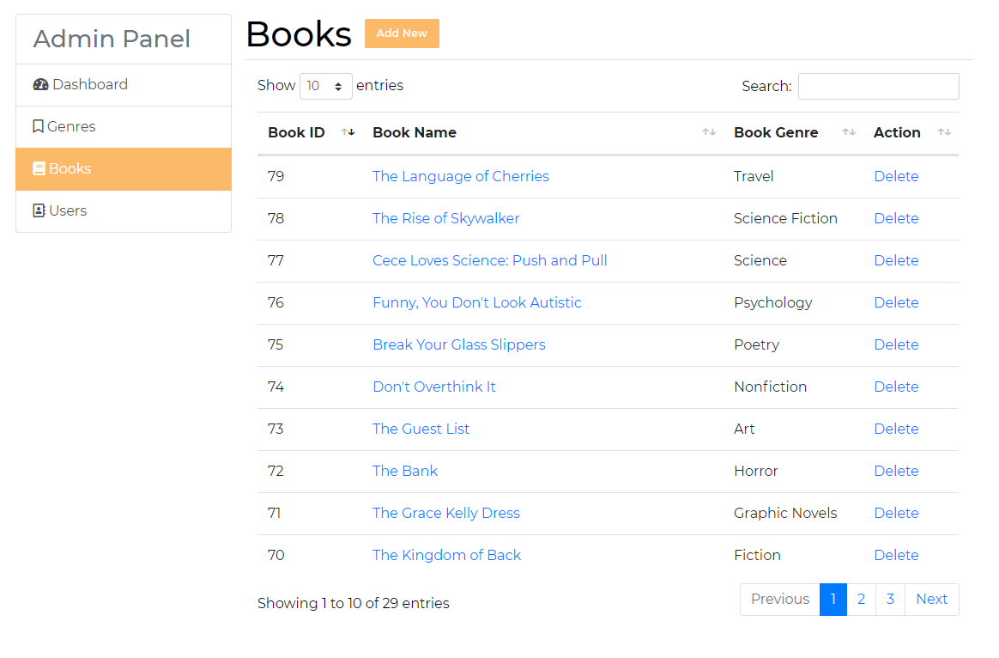 Admin Panel
Dashboard
Genres
Books
Users
Books Add New
Show 10 entries Search:
Book ID Book Name Book Genre Action
79 The Language of Cherries Travel Delete
78 The Rise of Skywalker Science Fiction Delete
77 Cece Loves Science: Push and Pull Science Delete
76 Funny, You Don't Look Autistic Psychology Delete
75 Break Your Glass Slippers Poetry Delete
74 Don't Overthink It Nonfiction Delete
73 The Guest List Art Delete
72 The Bank Horror Delete
71 The Grace Kelly Dress Graphic Novels Delete
70 The Kingdom of Back Fiction Delete
Showing 1 to 10 of 29 entries Previous 1 2 3 Next